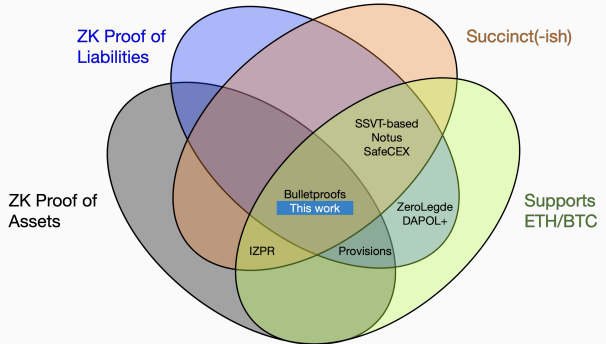 ZK Proof of
Liabilities
Succinct(-ish)
SSVT-based
Notus
SafeCEX
Bulletproofs
This work
ZK Proof of
Assets
ZeroLegde
DAPOL+
Supports
ETH/BTC
IZPR
Provisions